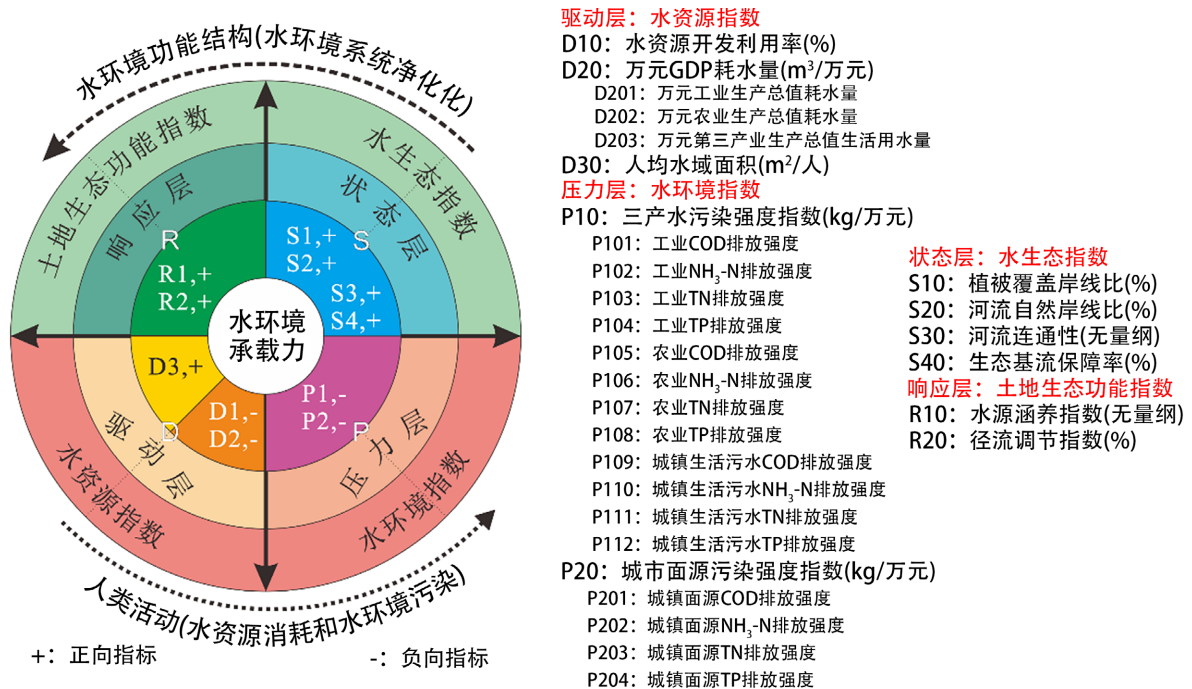 水环境功能结构(水环境系统净化化)
土地生态功能指数
水生态指数
响应层
状态层
R
S
R1,+
R2,+
S1,+
S2,+
S3,+
S4,+
水环境
承载力
D3,+
D1,-
D2,-
P1,-
P2,-
D
P
驱动层
压力层
水资源指数
水环境指数
人类活动(水资源消耗和水环境污染)
+：正向指标
-：负向指标
驱动层：水资源指数
D10：水资源开发利用率(%)
D20：万元GDP耗水量(m³/万元)
D201：万元工业生产总值耗水量
D202：万元农业生产总值耗水量
D203：万元第三产业生产总值生活用水量
D30：人均水域面积(m²/人)
压力层：水环境指数
P10：三产水污染强度指数(kg/万元)
P101：工业COD排放强度
P102：工业NH₃-N排放强度
P103：工业TN排放强度
P104：工业TP排放强度
P105：农业COD排放强度
P106：农业NH₃-N排放强度
P107：农业TN排放强度
P108：农业TP排放强度
P109：城镇生活污水COD排放强度
P110：城镇生活污水NH₃-N排放强度
P111：城镇生活污水TN排放强度
P112：城镇生活污水TP排放强度
P20：城市面源污染强度指数(kg/万元)
P201：城镇面源COD排放强度
P202：城镇面源NH₃-N排放强度
P203：城镇面源TN排放强度
P204：城镇面源TP排放强度
状态层：水生态指数
S10：植被覆盖岸线比(%)
S20：河流自然岸线比(%)
S30：河流连通性(无量纲)
S40：生态基流保障率(%)
响应层：土地生态功能指数
R10：水源涵养指数(无量纲)
R20：径流调节指数(%)